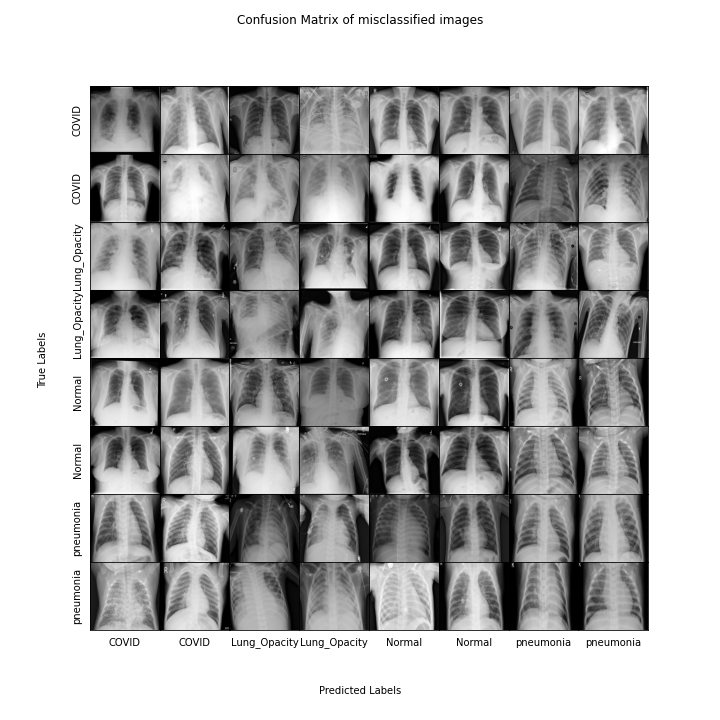 Confusion Matrix of misclassified images
COVID
COVID
Lung_Opacity
Lung_Opacity
Normal
Normal
pneumonia
pneumonia
True Labels
COVID COVID Lung_Opacity Lung_Opacity Normal Normal pneumonia pneumonia
Predicted Labels